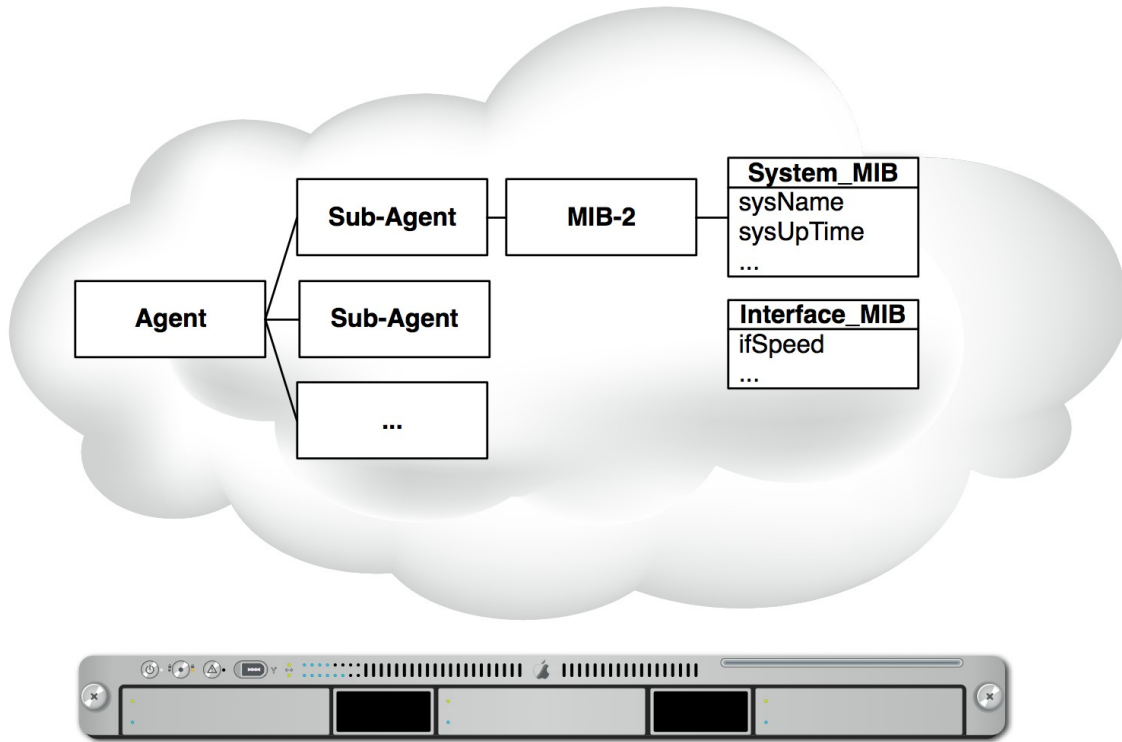 System_MIB
sysName
sysUpTime
...
Sub-Agent
MIB-2
Agent
Sub-Agent
Interface_MIB
ifSpeed
...
...